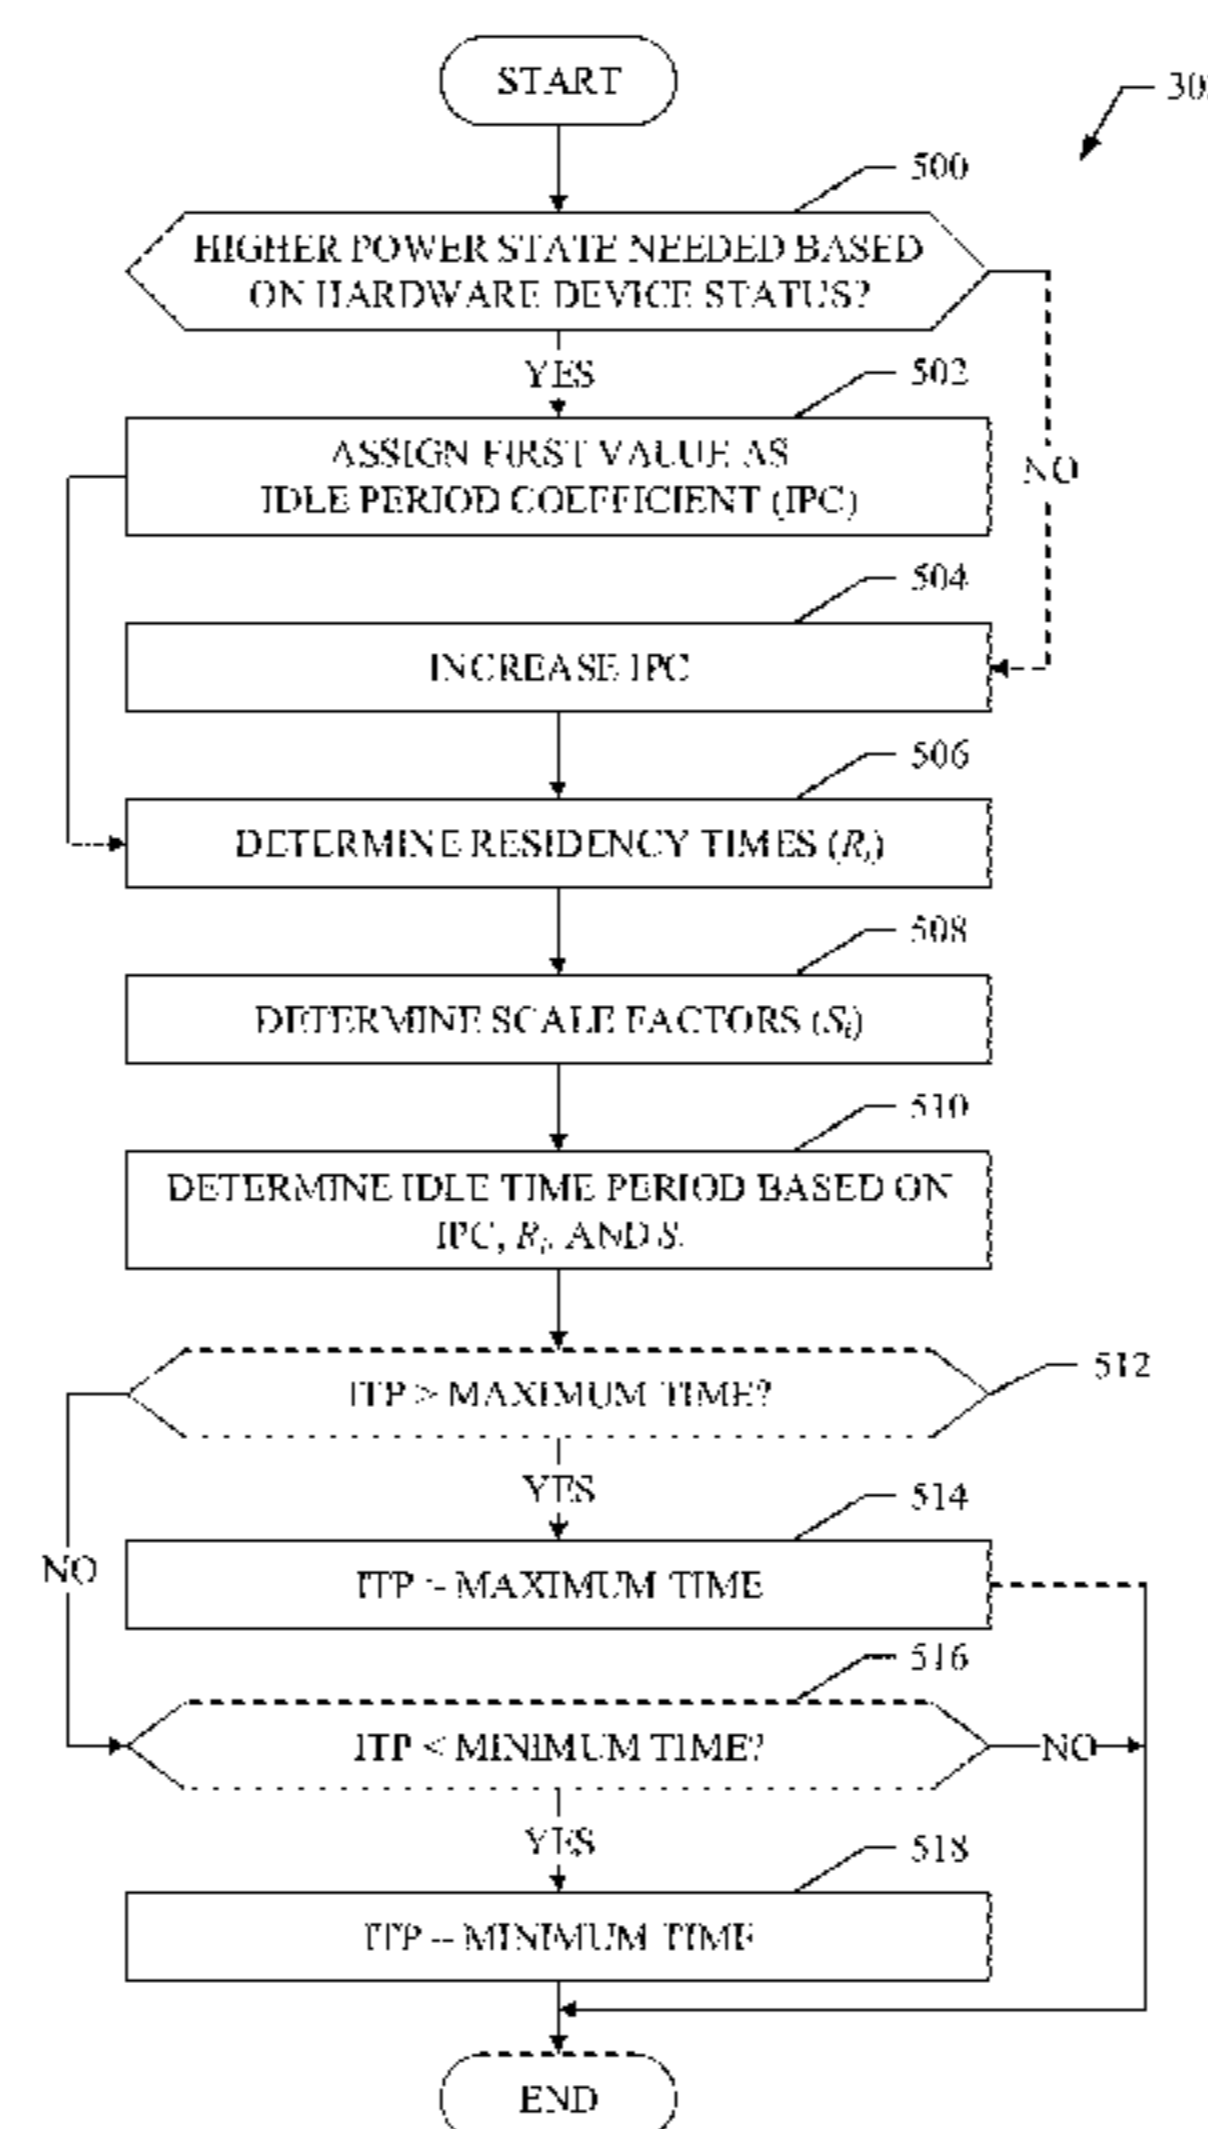 START
500
HIGHER POWER STATE NEEDED BASED
ON HARDWARE DEVICE STATUS?
YES
NO
502
ASSIGN FIRST VALUE AS
IDLE PERIOD COEFFICIENT (IPC)
504
INCREASE IPC
506
DETERMINE RESIDENCY TIMES (Ri)
508
DETERMINE SCALE FACTORS (Si)
510
DETERMINE IDLE TIME PERIOD BASED ON
IPC, Ri, AND Si
512
ITP > MAXIMUM TIME?
YES
NO
514
ITP = MAXIMUM TIME
516
ITP < MINIMUM TIME?
NO
YES
518
ITP = MINIMUM TIME
END